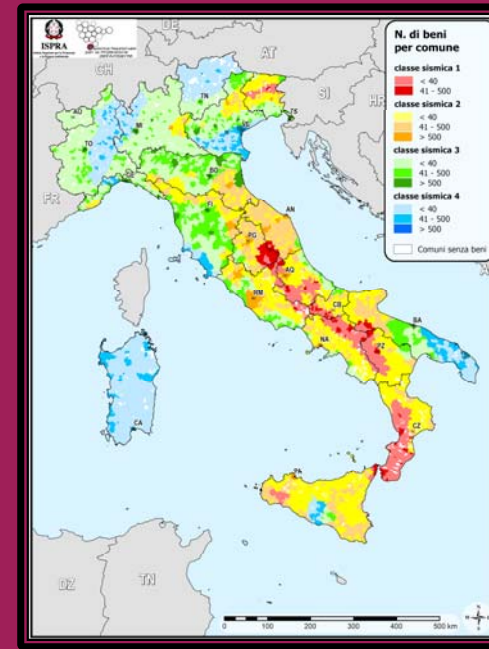 ISPRA
N. di beni
per comune
classe sismica 1
< 40
41 - 500
classe sismica 2
< 40
41 - 500
> 500
classe sismica 3
< 40
41 - 500
> 500
classe sismica 4
< 40
41 - 500
> 500
Comuni senza beni
DE
AT
CH
SI
HR
FR
TN
AO
MI
TS
TO
BO
FI
AN
PG
AQ
RM
CB
BA
NA
PZ
CA
CZ
PA
DZ
TN
0
100
200
300
400
500 km